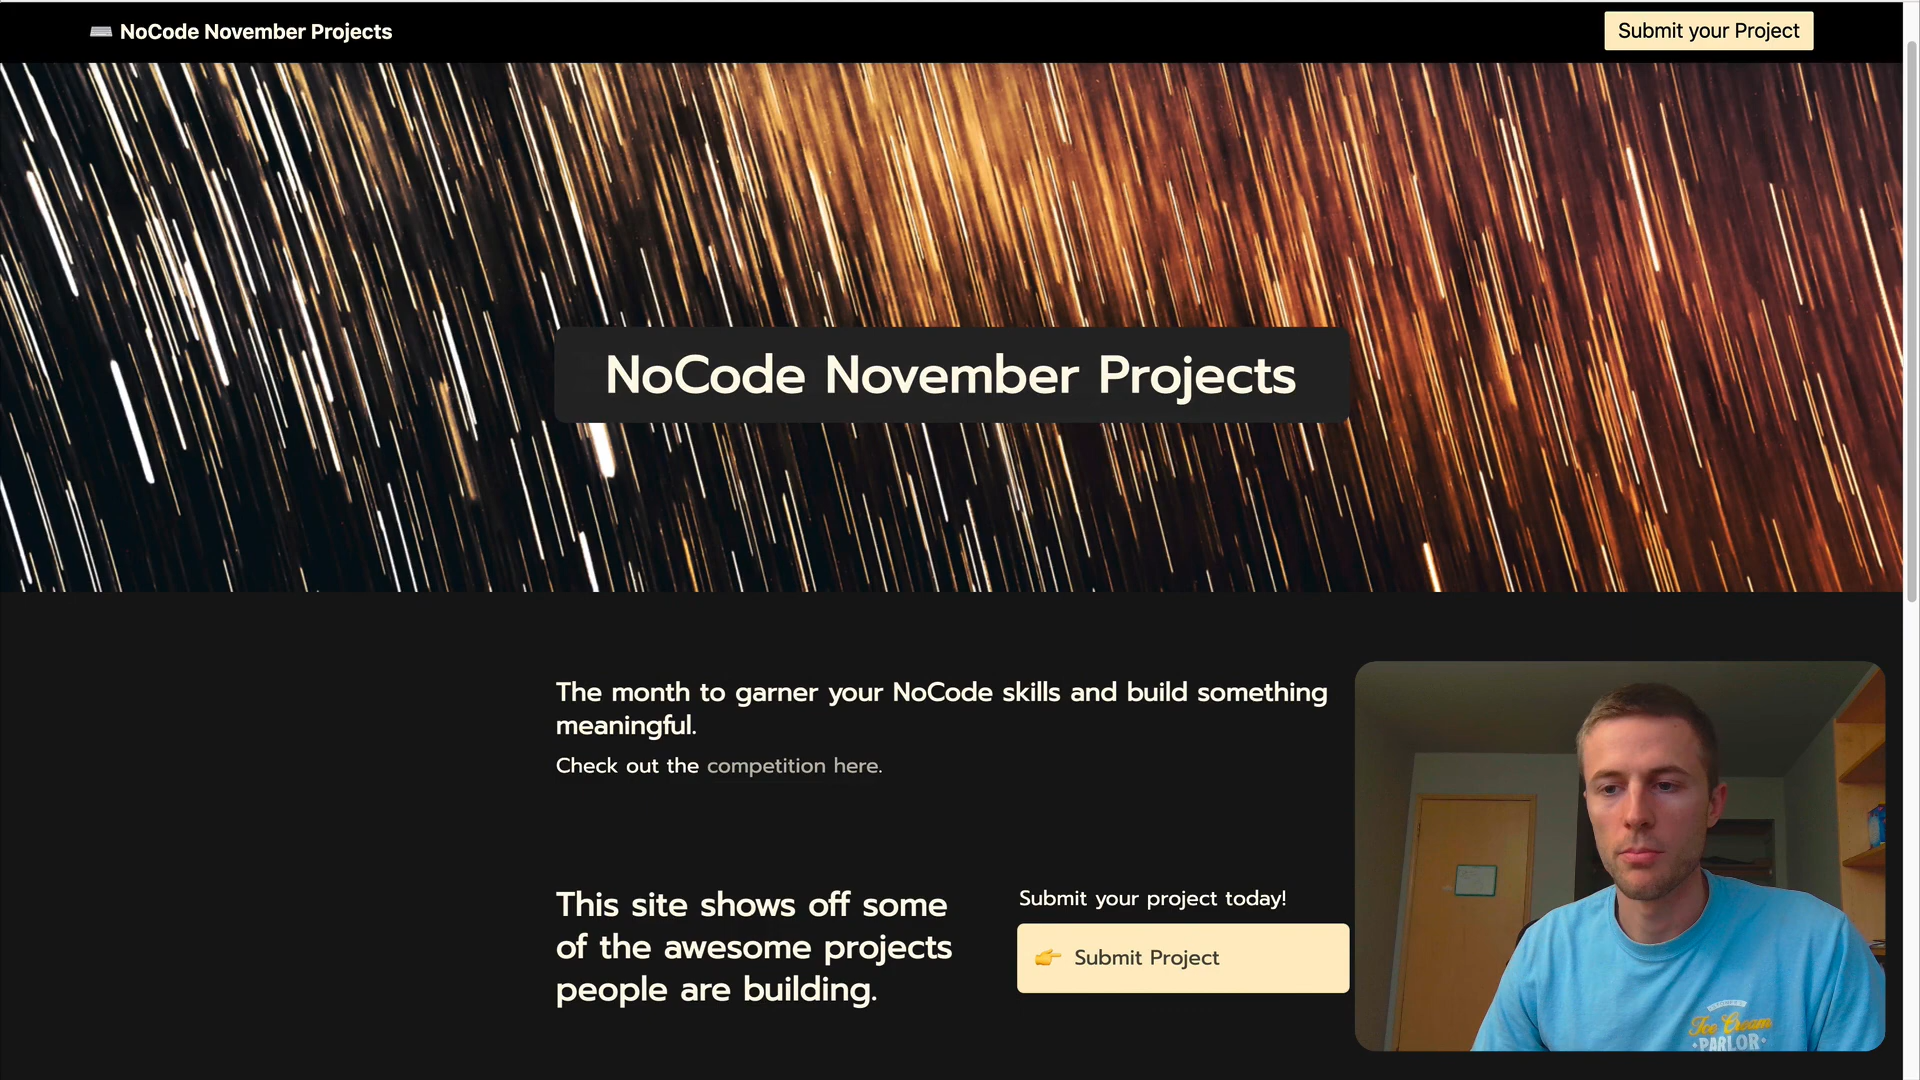 NoCode November Projects
Submit your Project
NoCode November Projects
The month to garner your NoCode skills and build something
meaningful.
Check out the competition here.
This site shows off some
of the awesome projects
people are building.
Submit your project today!
👉 Submit Project
Ice Cream
PARLOR